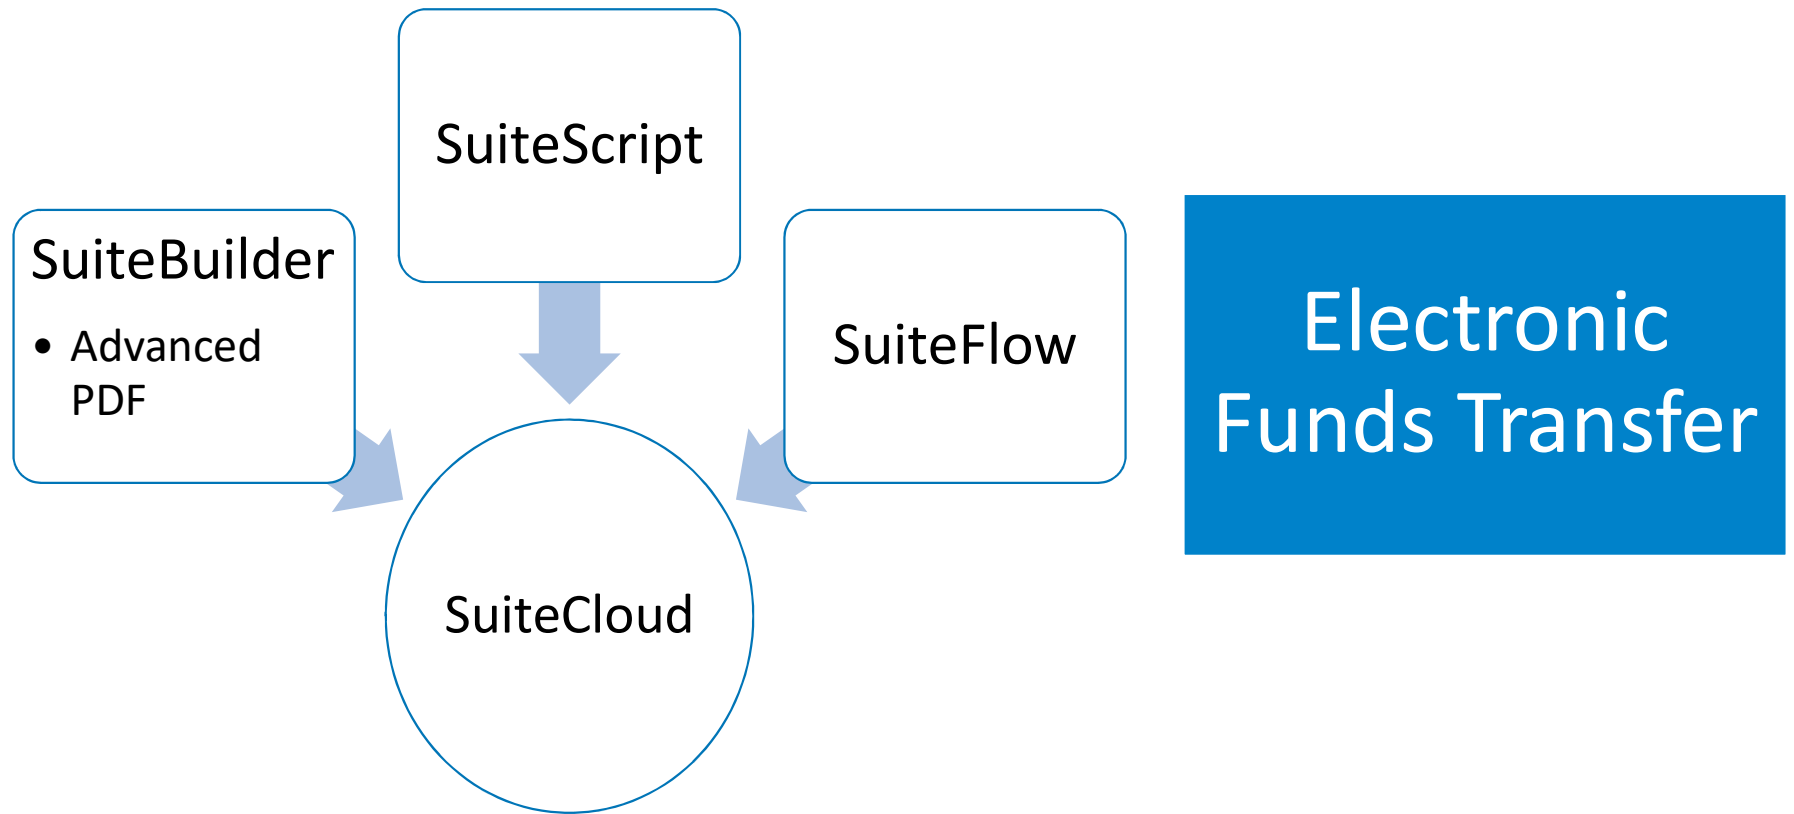 SuiteScript
SuiteBuilder
• Advanced
PDF
SuiteFlow
SuiteCloud
Electronic
Funds Transfer